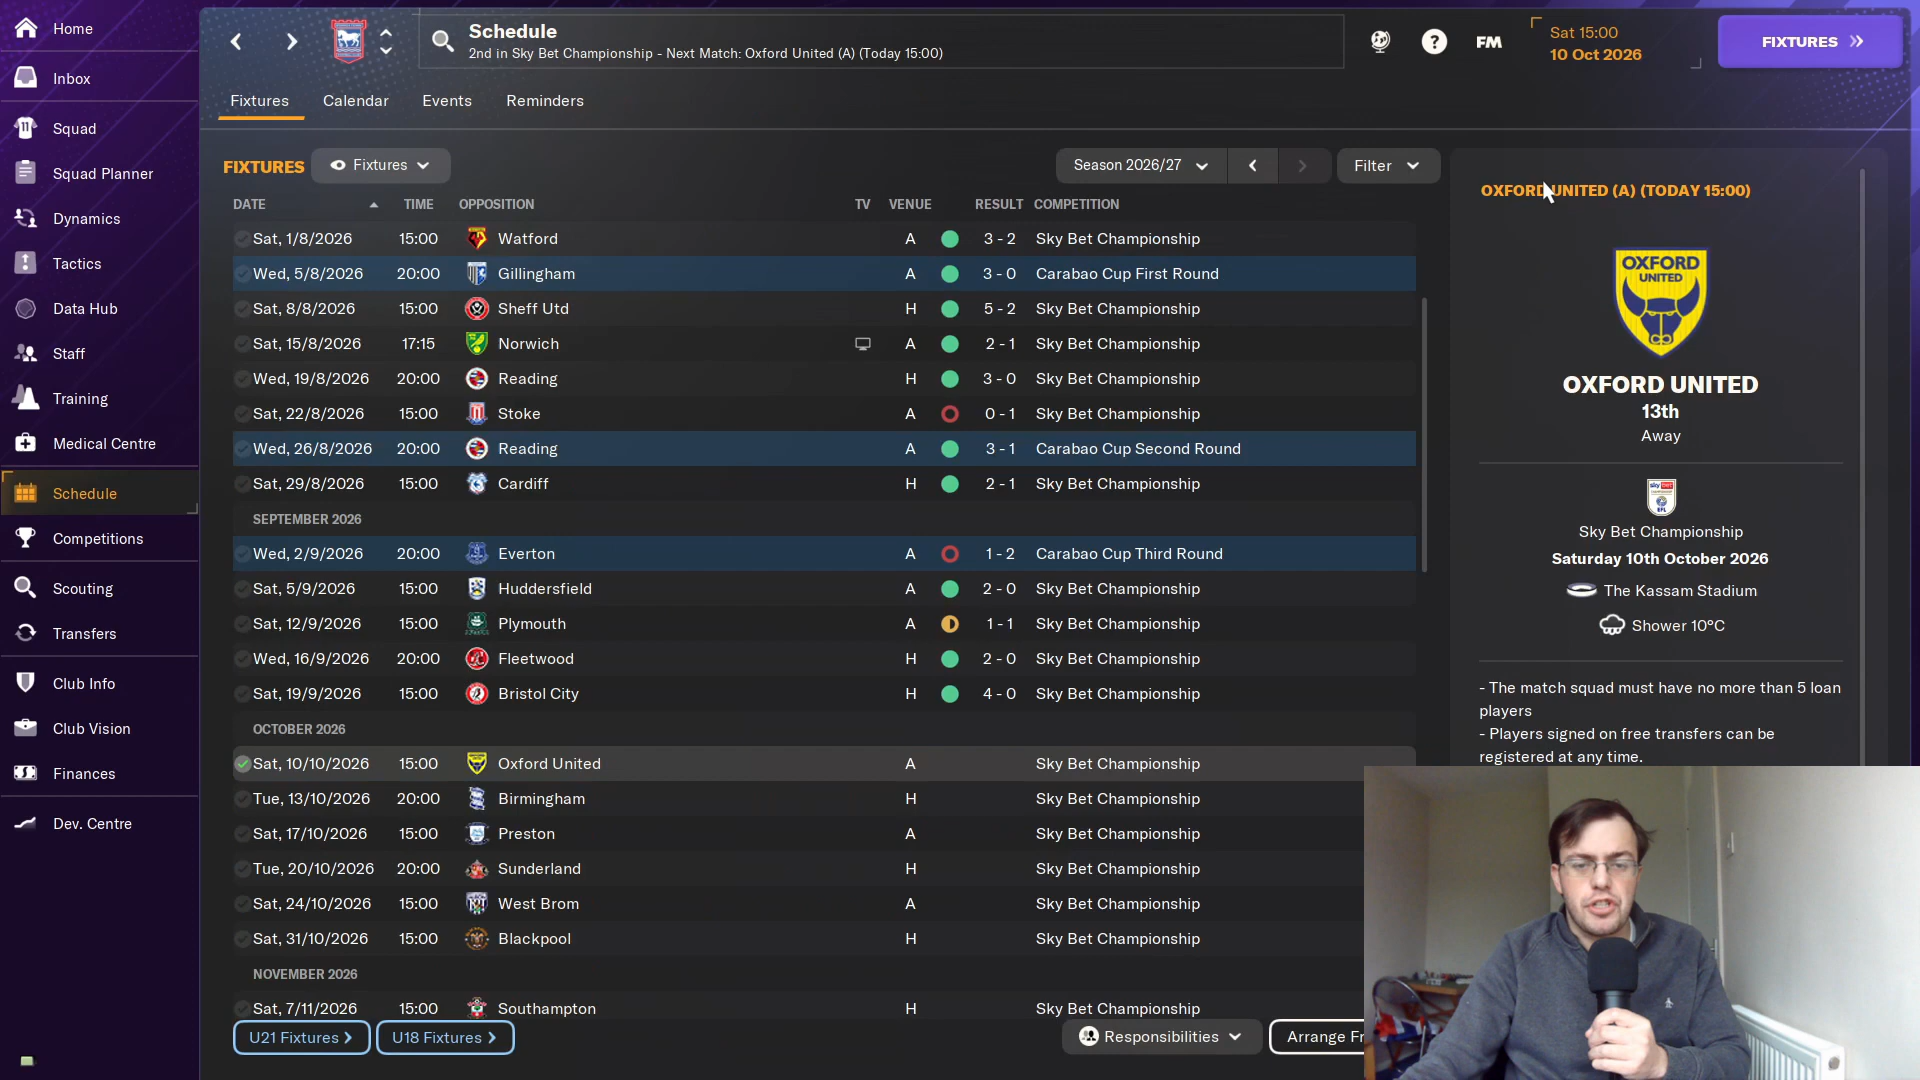 Home
Inbox
Squad
Squad Planner
Dynamics
Tactics
Data Hub
Staff
Training
Medical Centre
Schedule
Competitions
Scouting
Transfers
Club Info
Club Vision
Finances
Dev. Centre
Schedule
2nd in Sky Bet Championship - Next Match: Oxford United (A) (Today 15:00)
?
FM
Sat 15:00
10 Oct 2026
FIXTURES
Fixtures Calendar Events Reminders
FIXTURES Fixtures Season 2026/27 Filter
DATE TIME OPPOSITION TV VENUE RESULT COMPETITION
Sat, 1/8/2026 15:00 Watford A 3 - 2 Sky Bet Championship
Wed, 5/8/2026 20:00 Gillingham A 3 - 0 Carabao Cup First Round
Sat, 8/8/2026 15:00 Sheff Utd H 5 - 2 Sky Bet Championship
Sat, 15/8/2026 17:15 Norwich A 2 - 1 Sky Bet Championship
Wed, 19/8/2026 20:00 Reading H 3 - 0 Sky Bet Championship
Sat, 22/8/2026 15:00 Stoke A 0 - 1 Sky Bet Championship
Wed, 26/8/2026 20:00 Reading A 3 - 1 Carabao Cup Second Round
Sat, 29/8/2026 15:00 Cardiff H 2 - 1 Sky Bet Championship
SEPTEMBER 2026
Wed, 2/9/2026 20:00 Everton A 1 - 2 Carabao Cup Third Round
Sat, 5/9/2026 15:00 Huddersfield A 2 - 0 Sky Bet Championship
Sat, 12/9/2026 15:00 Plymouth A 1 - 1 Sky Bet Championship
Wed, 16/9/2026 20:00 Fleetwood H 2 - 0 Sky Bet Championship
Sat, 19/9/2026 15:00 Bristol City H 4 - 0 Sky Bet Championship
OCTOBER 2026
Sat, 10/10/2026 15:00 Oxford United A Sky Bet Championship
Tue, 13/10/2026 20:00 Birmingham H Sky Bet Championship
Sat, 17/10/2026 15:00 Preston A Sky Bet Championship
Tue, 20/10/2026 20:00 Sunderland H Sky Bet Championship
Sat, 24/10/2026 15:00 West Brom A Sky Bet Championship
Sat, 31/10/2026 15:00 Blackpool H Sky Bet Championship
NOVEMBER 2026
Sat, 7/11/2026 15:00 Southampton H Sky Bet Championship
U21 Fixtures U18 Fixtures Responsibilities Arrange Fr
OXFORD UNITED (A) (TODAY 15:00)
OXFORD
UNITED
OXFORD UNITED
13th
Away
sky bet
EFL
Sky Bet Championship
Saturday 10th October 2026
The Kassam Stadium
Shower 10°C
- The match squad must have no more than 5 loan
players
- Players signed on free transfers can be
registered at any time.